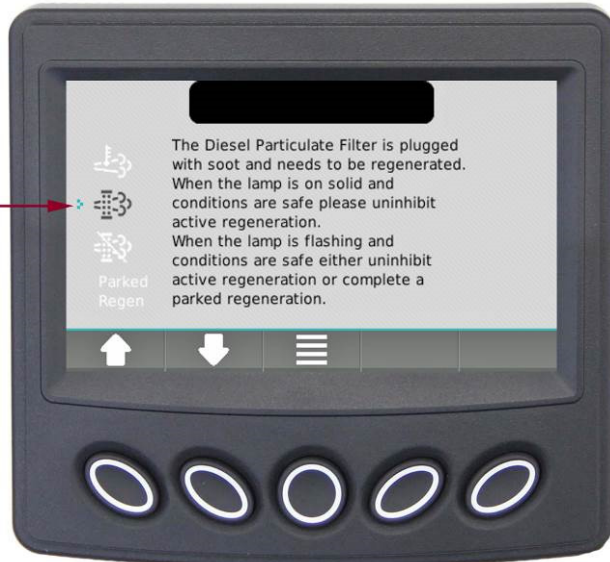 The Diesel Particulate Filter is plugged
with soot and needs to be regenerated.
When the lamp is on solid and
conditions are safe please uninhibit
active regeneration.
When the lamp is flashing and
conditions are safe either uninhibit
active regeneration or complete a
parked regeneration.
Parked
Regen